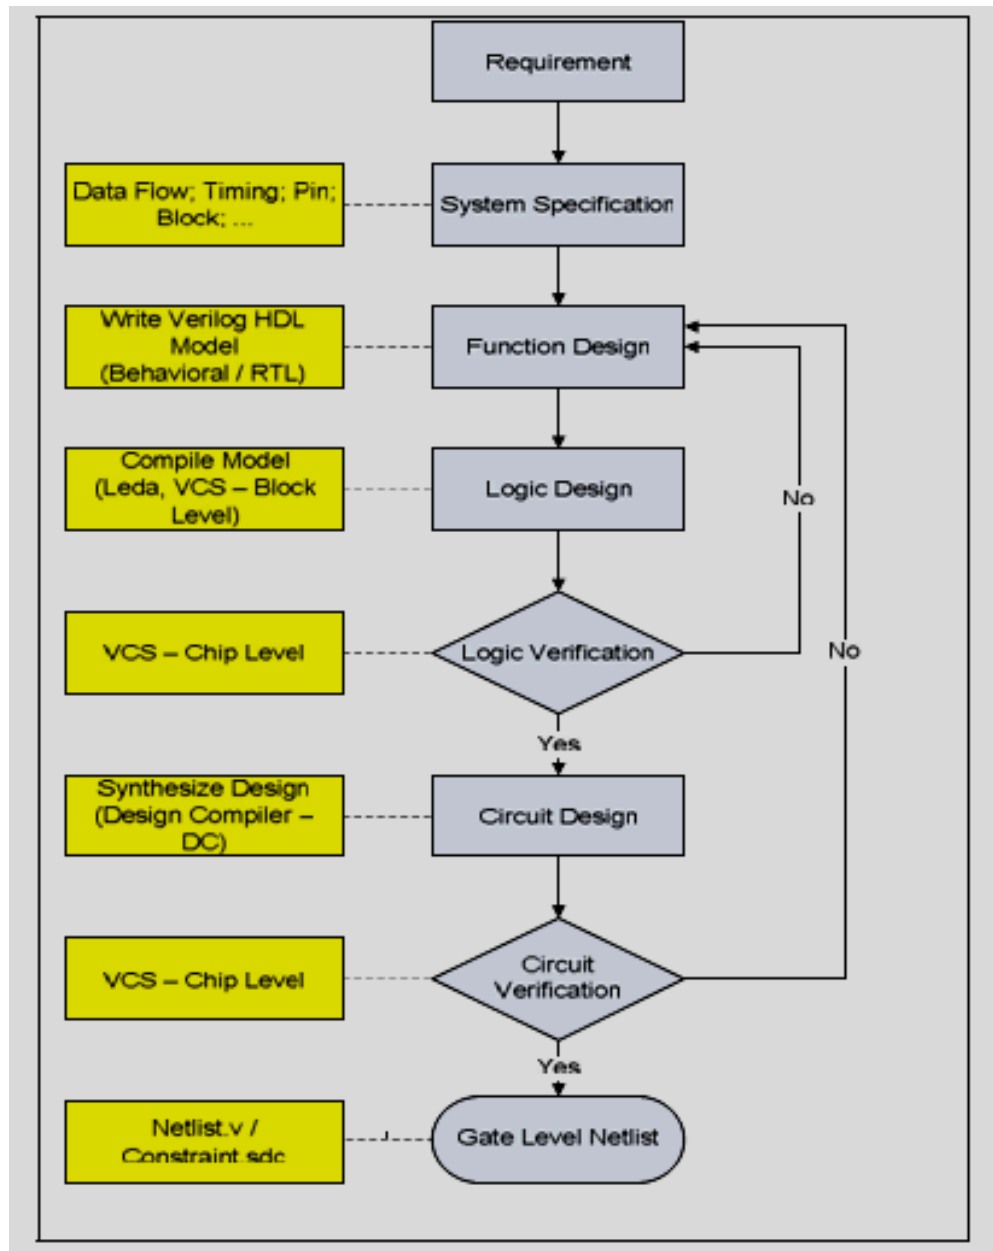 Requirement
Data Flow; Timing; Pin;
Block; ...
System Specification
Write Verilog HDL
Model
(Behavioral / RTL)
Function Design
Compile Model
(Leda, VCS – Block
Level)
Logic Design
No
VCS – Chip Level
Logic Verification
No
Yes
Synthesize Design
(Design Compiler –
DC)
Circuit Design
VCS – Chip Level
Circuit
Verification
Yes
Netlist.v /
Constraint.sdc
Gate Level Netlist